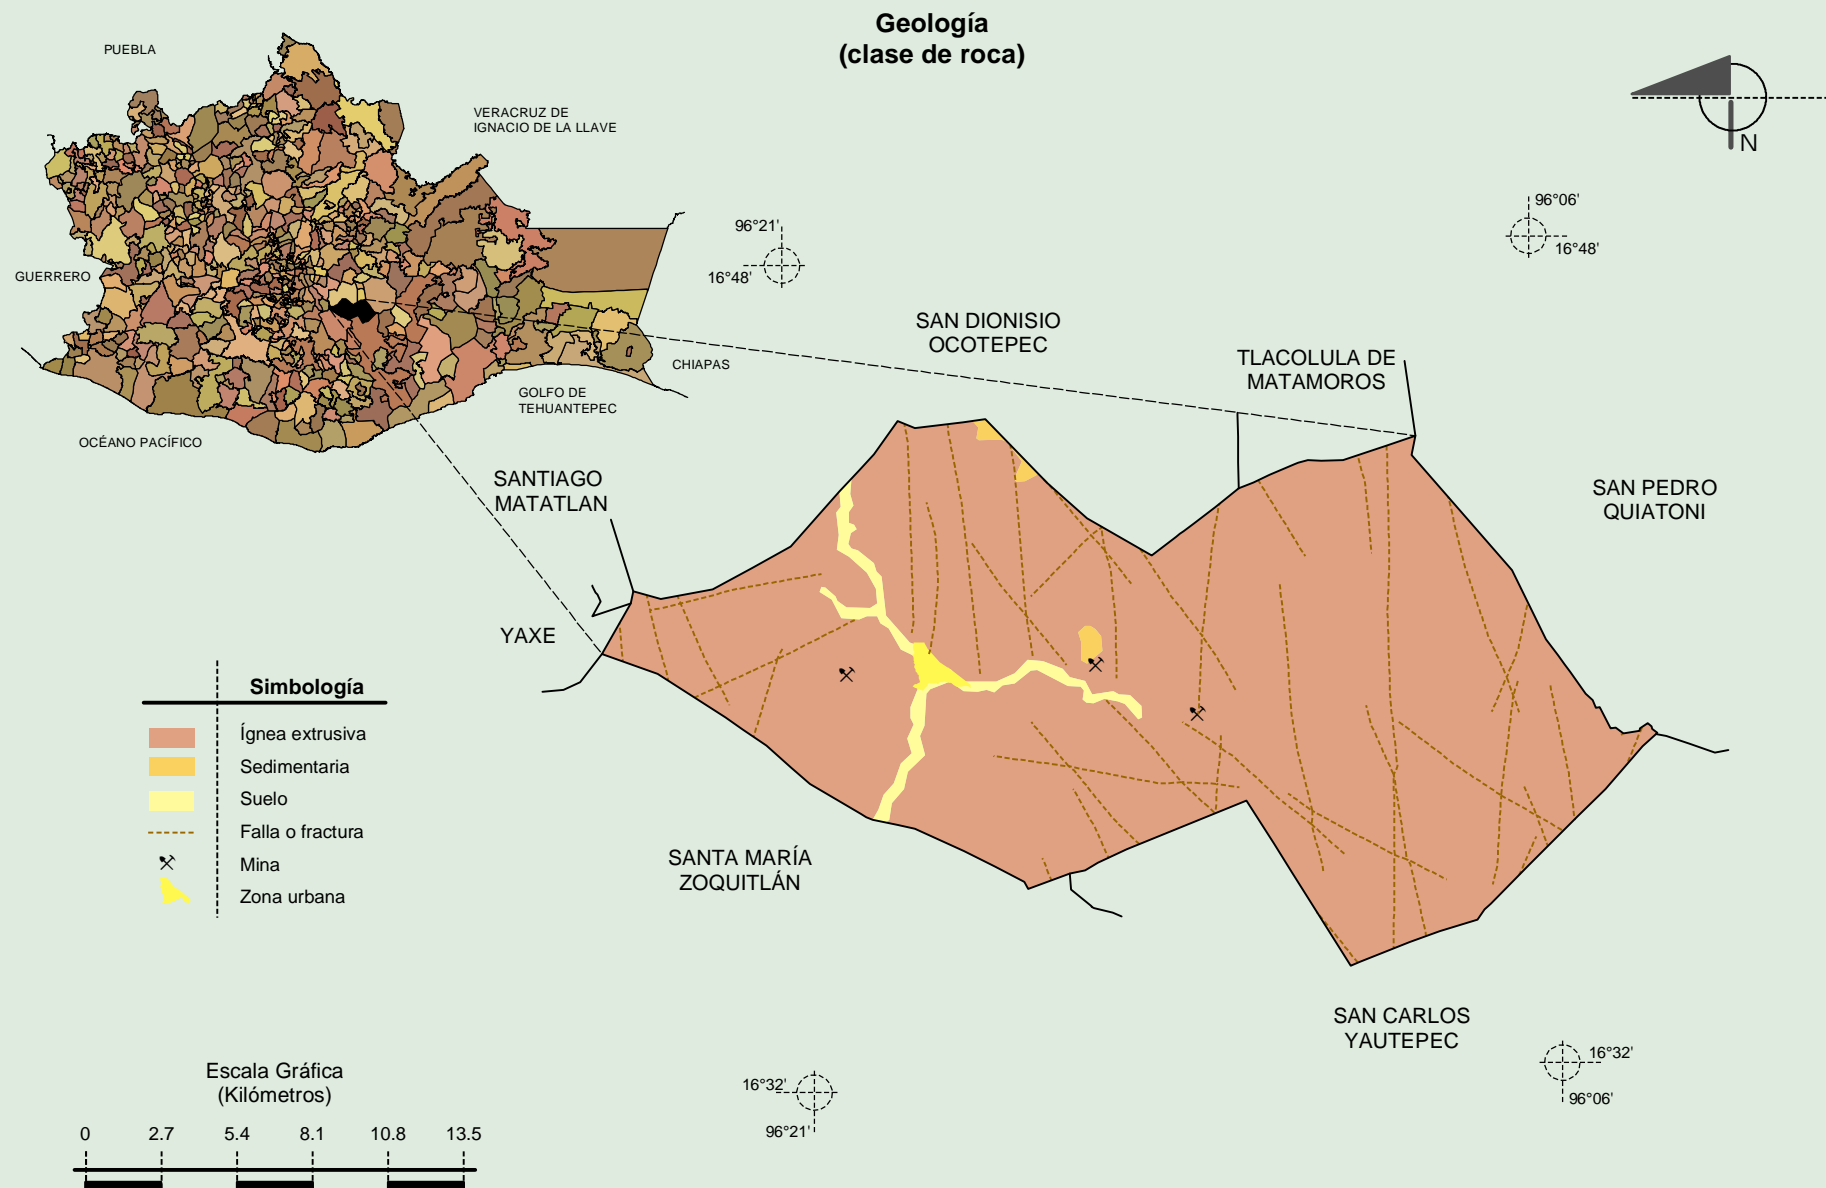 Geología
(clase de roca)
PUEBLA
VERACRUZ DE
IGNACIO DE LA LLAVE
GUERRERO
CHIAPAS
GOLFO DE
TEHUANTEPEC
OCÉANO PACÍFICO
N
96°21'
16°48'
96°06'
16°48'
SAN DIONISIO
OCOTEPEC
TLACOLULA DE
MATAMOROS
SANTIAGO
MATATLAN
SAN PEDRO
QUIATONI
YAXE
SANTA MARÍA
ZOQUITLÁN
SAN CARLOS
YAUTEPEC
Simbología
Ígnea extrusiva
Sedimentaria
Suelo
Falla o fractura
Mina
Zona urbana
16°32'
96°21'
16°32'
96°06'
Escala Gráfica
(Kilómetros)
0 2.7 5.4 8.1 10.8 13.5